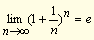 lim n→∞ (1 + 1/n)^n = e